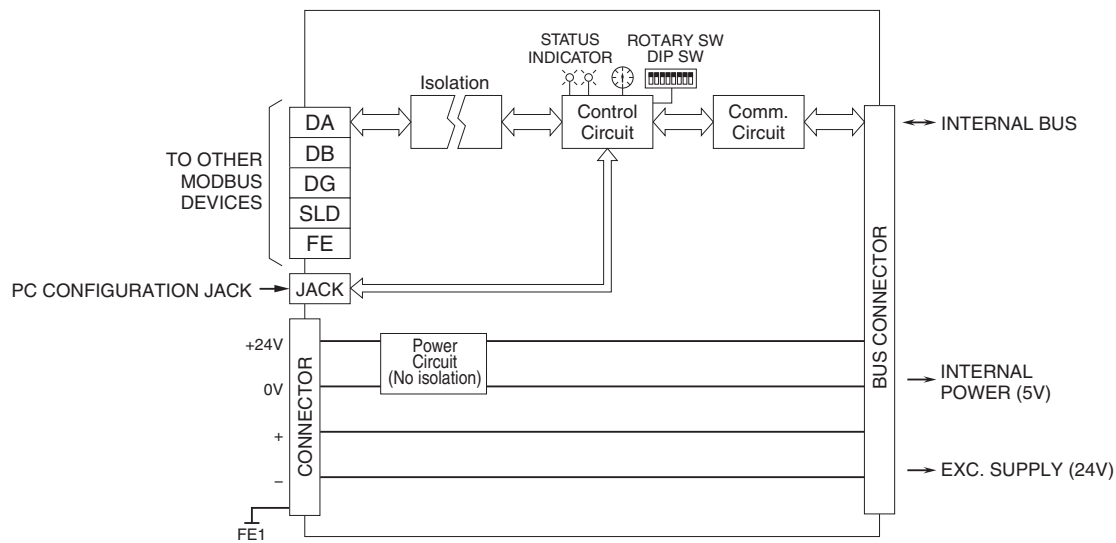 STATUS
INDICATOR
ROTARY SW
DIP SW
Isolation
Control
Circuit
Comm.
Circuit
DA
DB
DG
SLD
FE
TO OTHER
MODBUS
DEVICES
INTERNAL BUS
PC CONFIGURATION JACK
JACK
BUS CONNECTOR
CONNECTOR
+24V
0V
+
–
Power
Circuit
(No isolation)
INTERNAL
POWER (5V)
EXC. SUPPLY (24V)
FE1